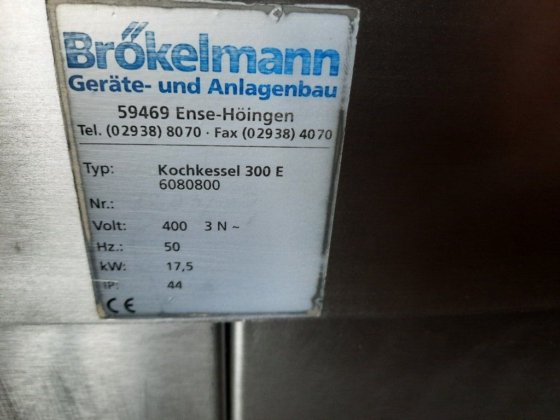 Brökelmann
Geräte- und Anlagenbau
59469 Ense-Höingen
Tel. (02938) 8070 · Fax (02938) 4070
Typ: Kochkessel 300 E
6080800
Nr.:
Volt: 400 3 N ~
Hz.: 50
kW: 17,5
IP: 44
CE